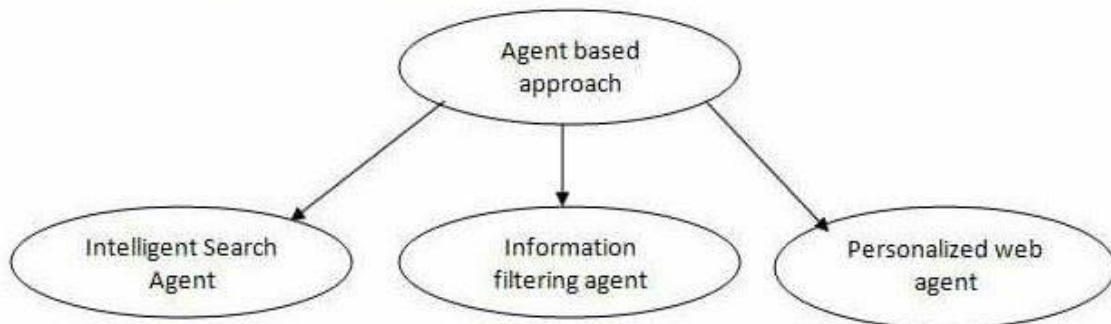 Agent based
approach
Intelligent Search
Agent
Information
filtering agent
Personalized web
agent